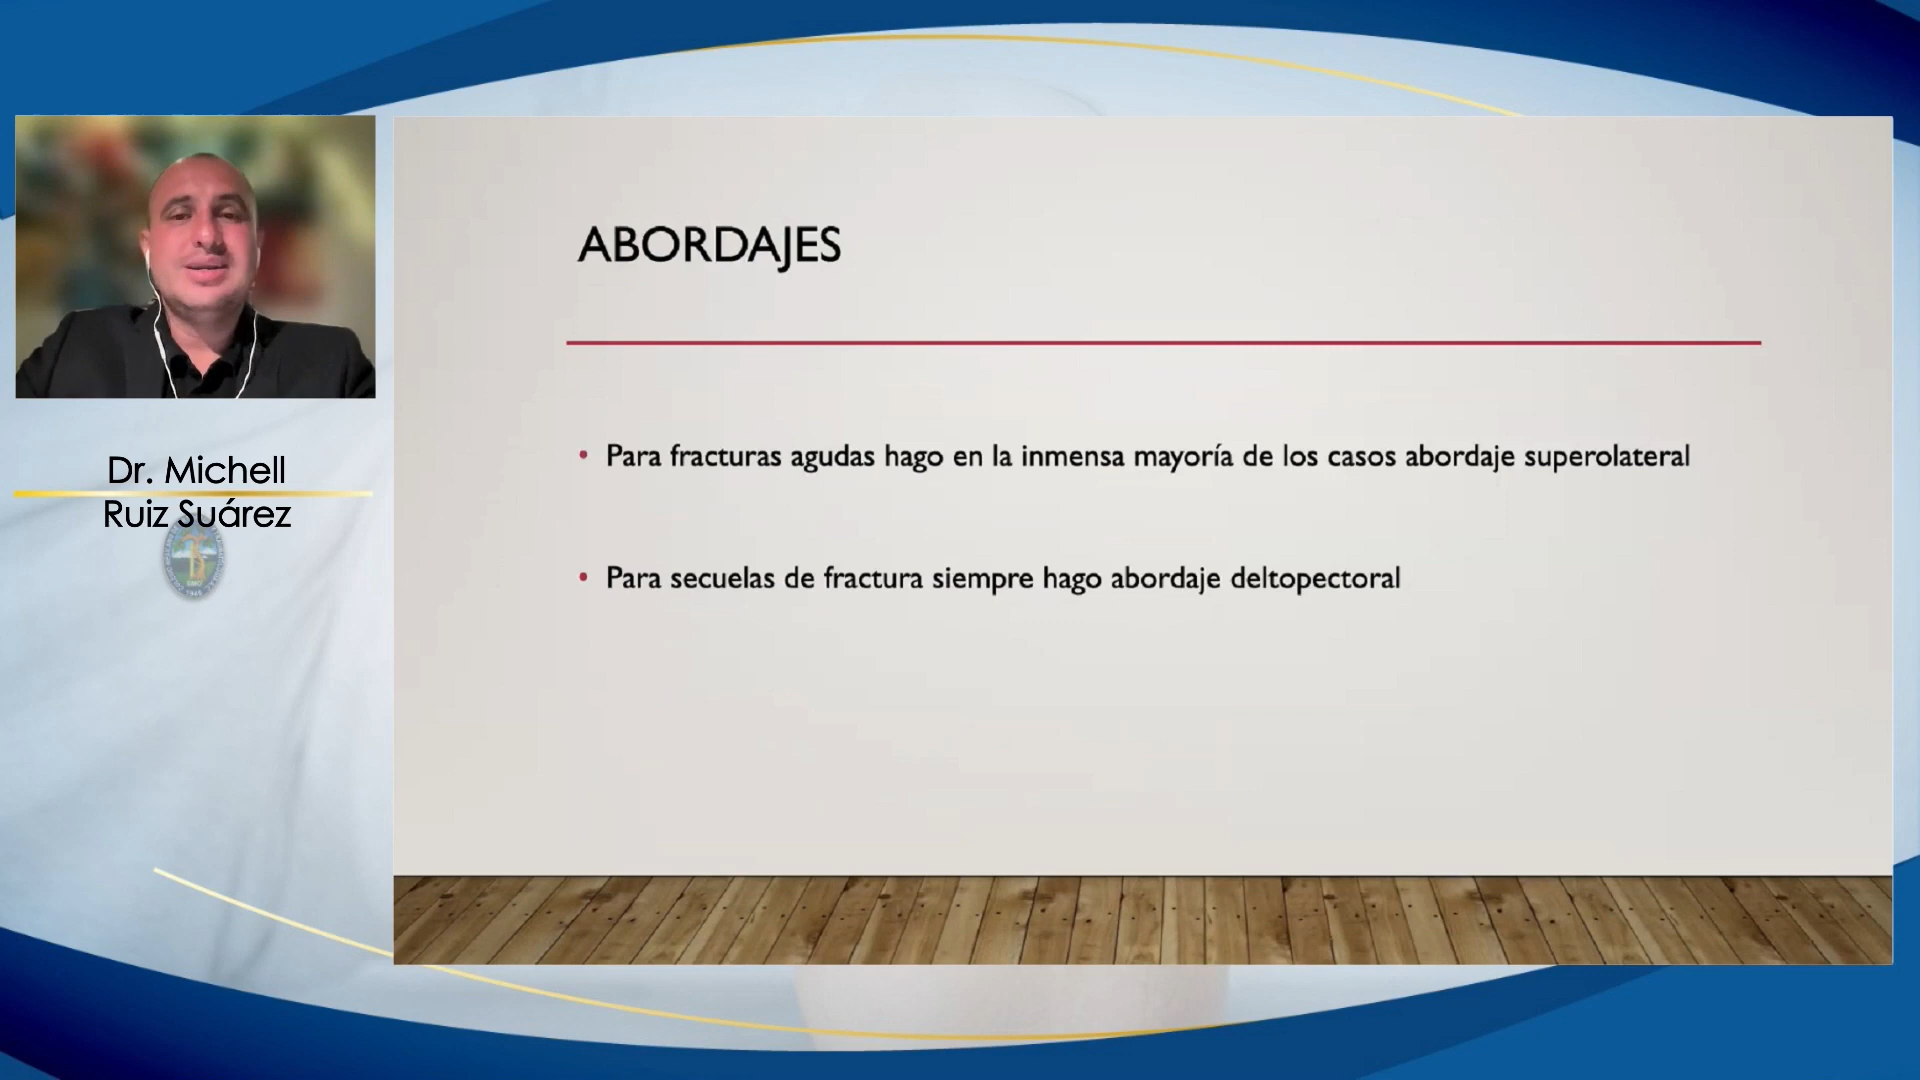 Dr. Michell
Ruiz Suárez
ABORDAJES
• Para fracturas agudas hago en la inmensa mayoría de los casos abordaje superolateral
• Para secuelas de fractura siempre hago abordaje deltopectoral